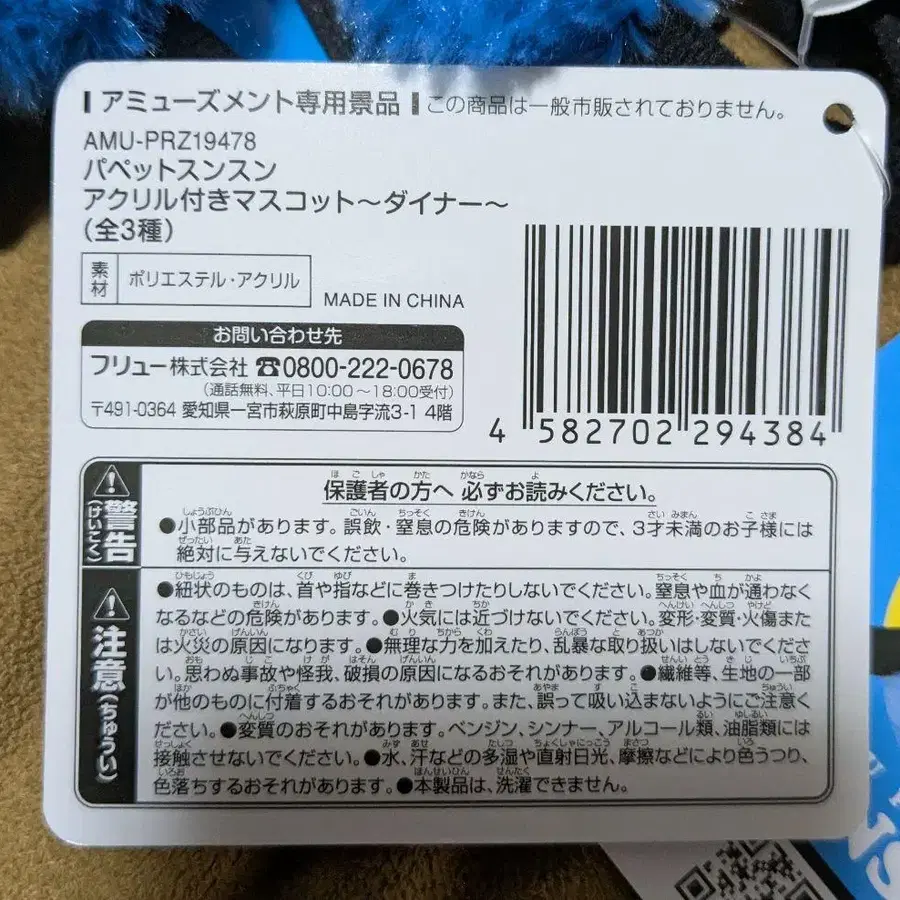 アミューズメント専用景品 この商品は一般市販されておりません。
AMU-PRZ19478
パペットスンスン
アクリル付きマスコット〜ダイナー〜
(全3種)
素材 ポリエステル・アクリル
MADE IN CHINA
お問い合わせ先
フリュー株式会社 ☎0800-222-0678
(通話無料、平日10:00〜18:00受付)
〒491-0364 愛知県一宮市萩原町中島字流3-1 4階
4 582702 294384
⚠警告(けいこく)
保護者の方へ 必ずお読みください。
●小部品があります。誤飲・窒息の危険がありますので、3才未満のお子様には
絶対に与えないでください。
⚠注意(ちゅうい)
●紐状のものは、首や指などに巻きつけたりしないでください。窒息や血が通わなく
なるなどの危険があります。●火気には近づけないでください。変形・変質・火傷また
は火災の原因になります。●無理な力を加えたり、乱暴な取り扱いはしないでくださ
い。思わぬ事故や怪我、破損の原因になるおそれがあります。●繊維等、生地の一部
が他のものに付着するおそれがあります。また、誤って吸い込まないようにご注意く
ださい。●変質のおそれがあります。ベンジン、シンナー、アルコール類、油脂類には
接触させないでください。●水、汗などの多湿や直射日光、摩擦などにより色うつり、
色落ちするおそれがあります。●本製品は、洗濯できません。